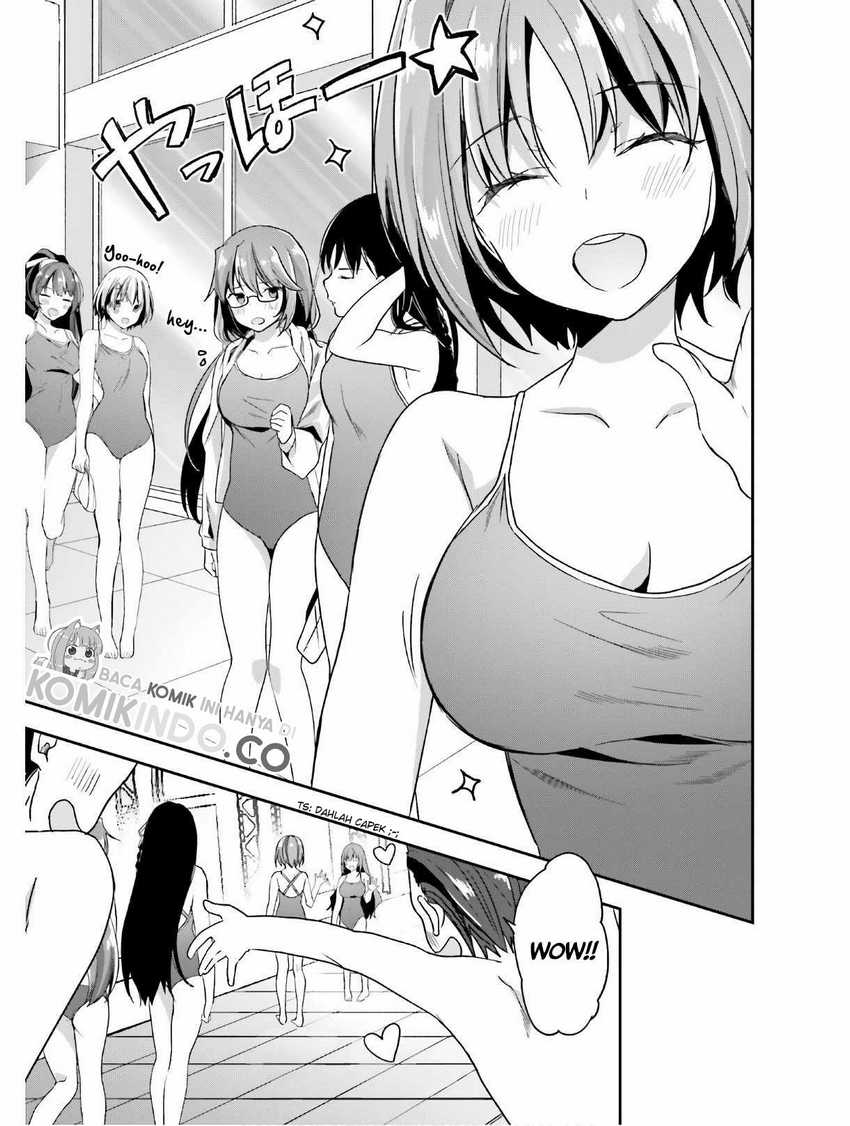 やっほー★
Yoo-hoo!
hey...
BACA KOMIK INI HANYA DI
KOMIKINDO.CO
TS: DAHLAH CAPEK ;-;
WOW!!